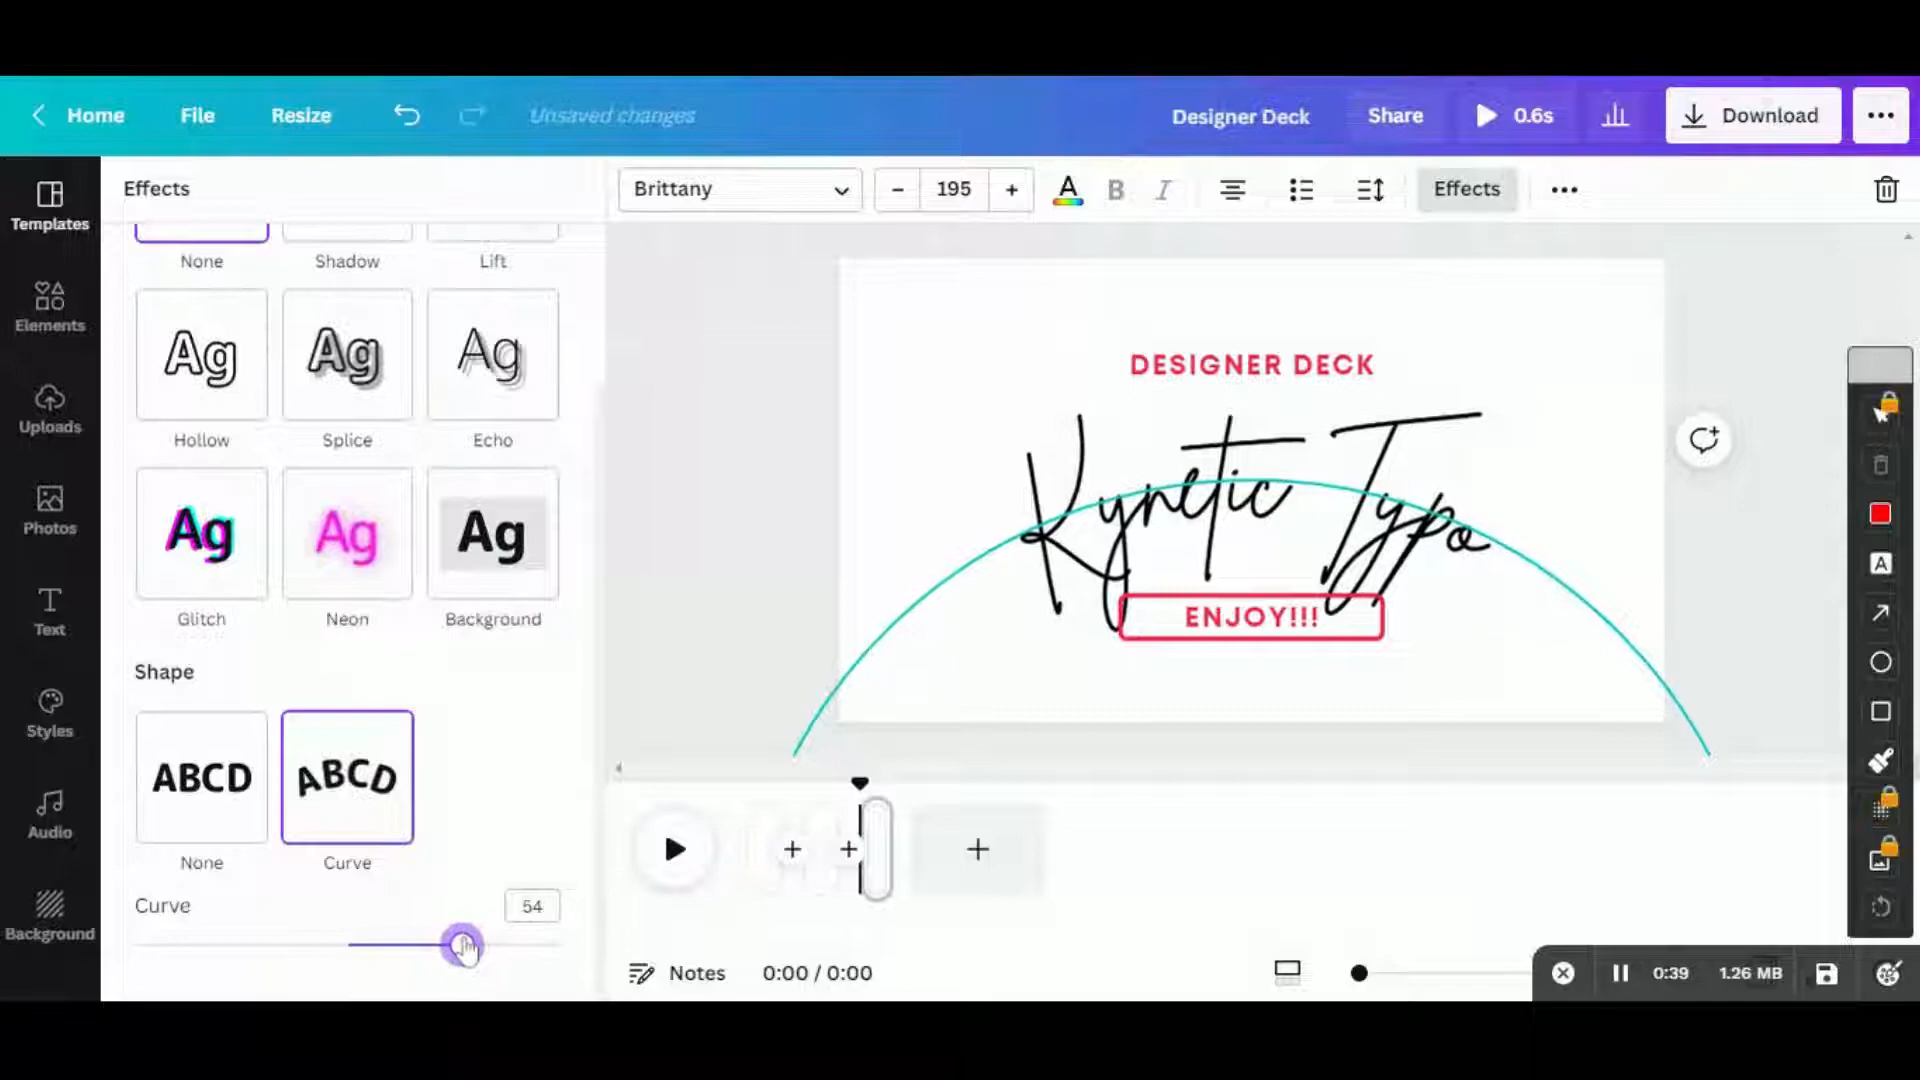 Home File Resize Unsaved changes Designer Deck Share 0.6s Download
Templates
Elements
Uploads
Photos
Text
Styles
Audio
Background
Effects
Brittany 195 A B I Effects
None Shadow Lift
Ag Ag Ag
Hollow Splice Echo
Ag Ag Ag
Glitch Neon Background
Shape
ABCD ABCD
None Curve
Curve 54
DESIGNER DECK
Kynetic Typo
ENJOY!!!
A
Notes 0:00 / 0:00
0:39 1.26 MB